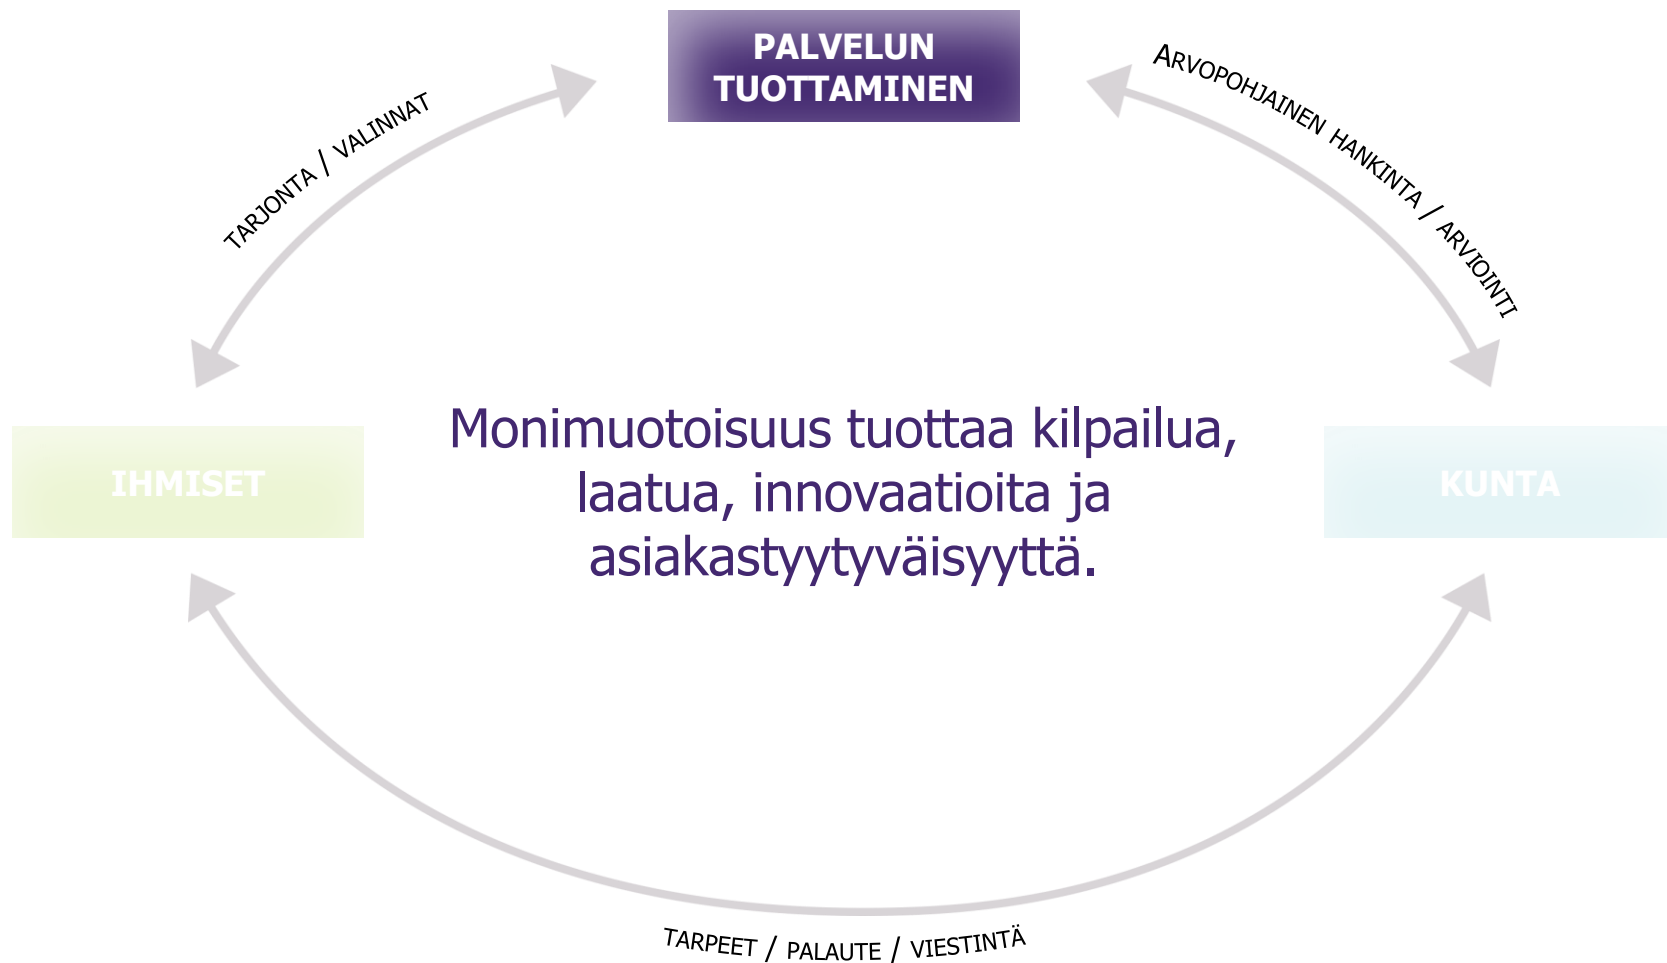 PALVELUN
TUOTTAMINEN
TARJONTA / VALINNAT
ARVOPOHJAINEN HANKINTA / ARVIOINTI
IHMISET
Monimuotoisuus tuottaa kilpailua,
laatua, innovaatioita ja
asiakastyytyväisyyttä.
KUNTA
TARPEET / PALAUTE / VIESTINTÄ